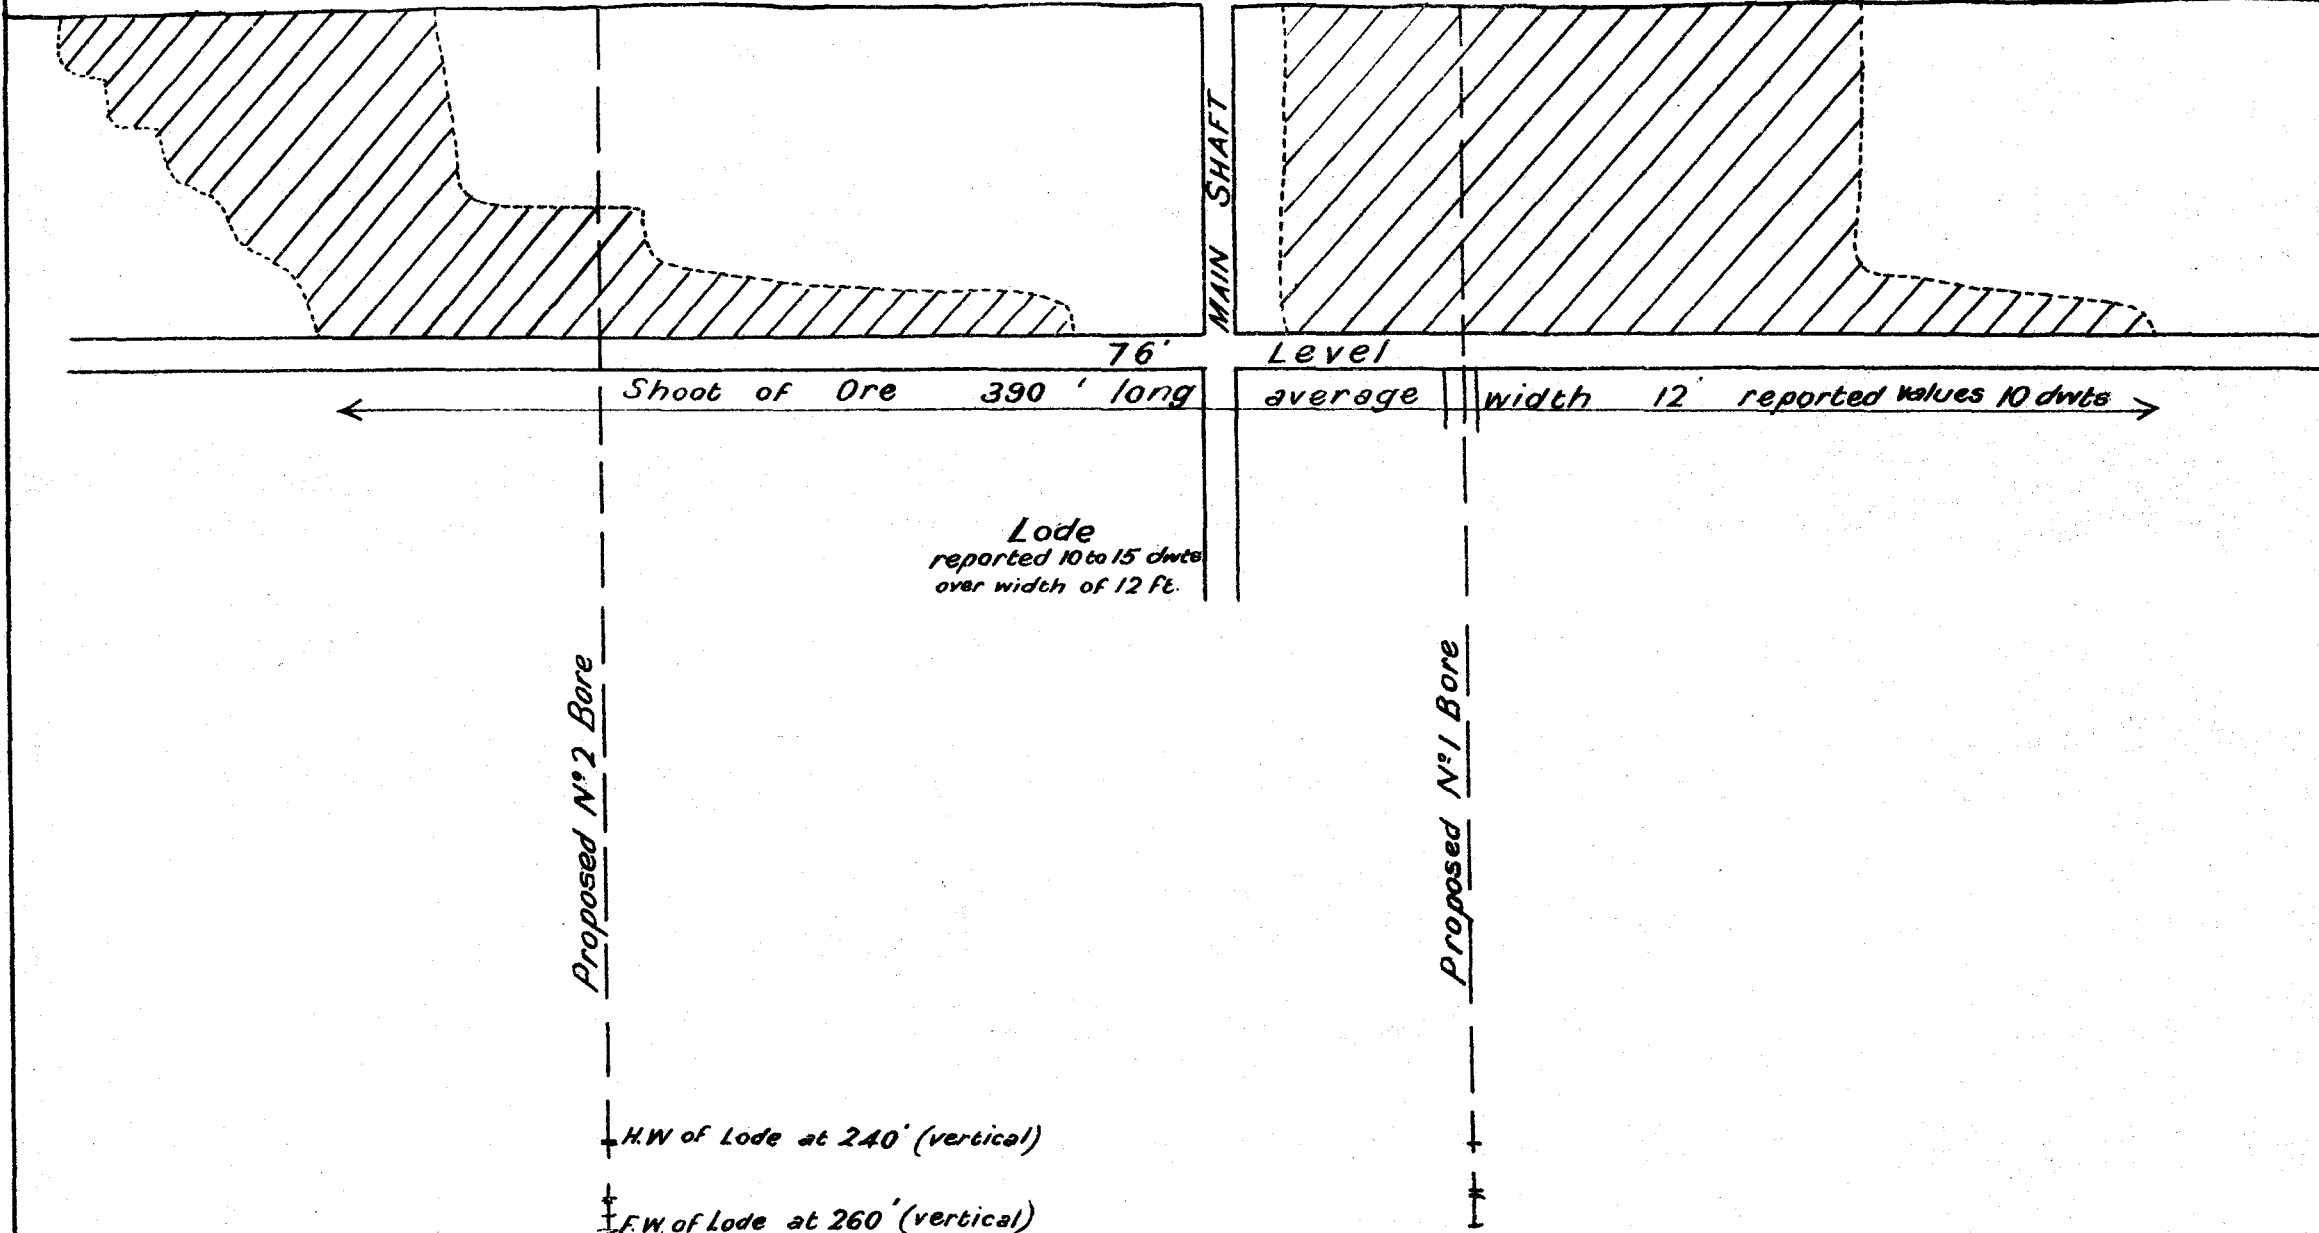 MAIN SHAFT
76' Level
Shoot of Ore 390' long average width 12' reported values 10 dwts
Lode
reported 10 to 15 dwts
over width of 12 ft.
Proposed Nº 2 Bore
Proposed Nº 1 Bore
H.W of Lode at 240' (vertical)
F.W. of Lode at 260' (vertical)